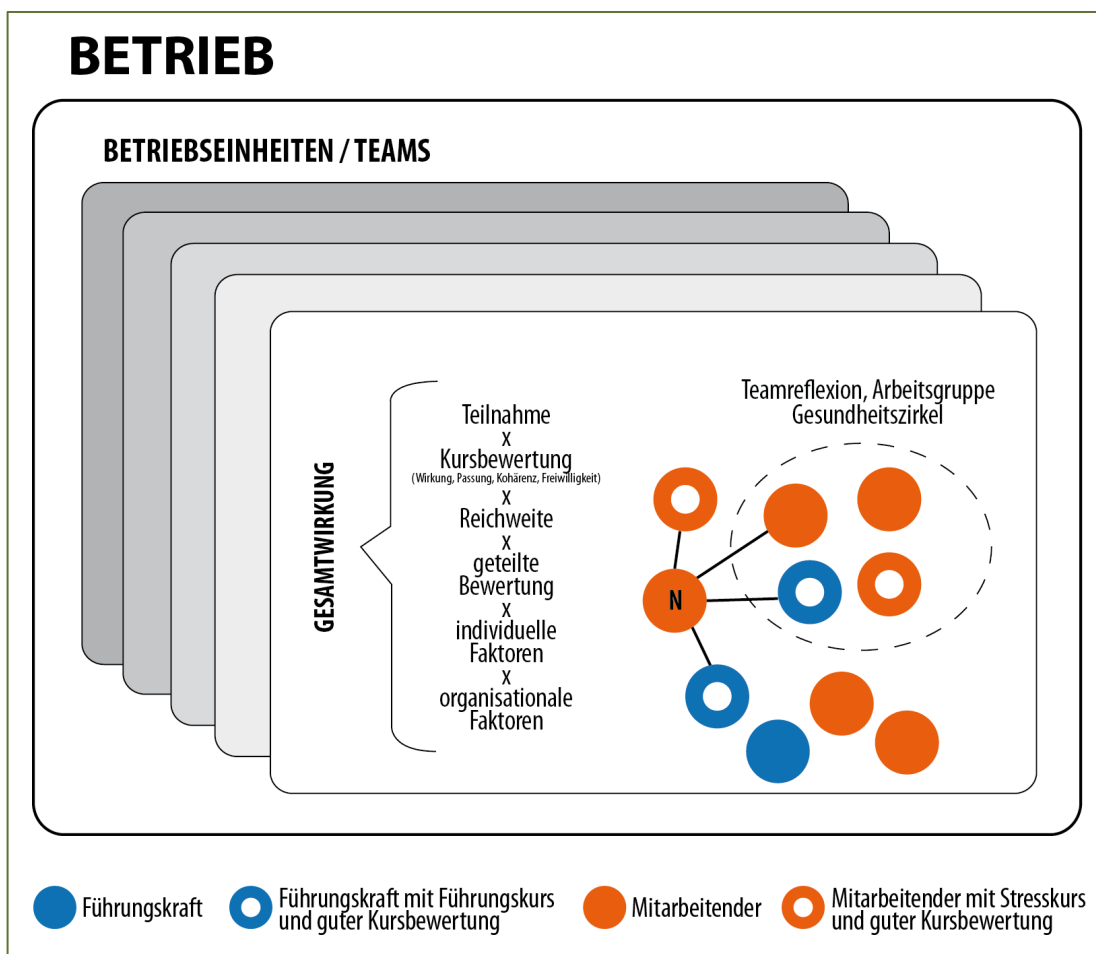 BETRIEB
BETRIEBSEINHEITEN / TEAMS
GESAMTWIRKUNG
Teilnahme
x
Kursbewertung
(Wirkung, Passung, Kohärenz, Freiwilligkeit)
x
Reichweite
x
geteilte
Bewertung
x
individuelle
Faktoren
x
organisationale
Faktoren
Teamreflexion, Arbeitsgruppe
Gesundheitszirkel
N
Führungskraft
Führungskraft mit Führungskurs
und guter Kursbewertung
Mitarbeitender
Mitarbeitender mit Stresskurs
und guter Kursbewertung